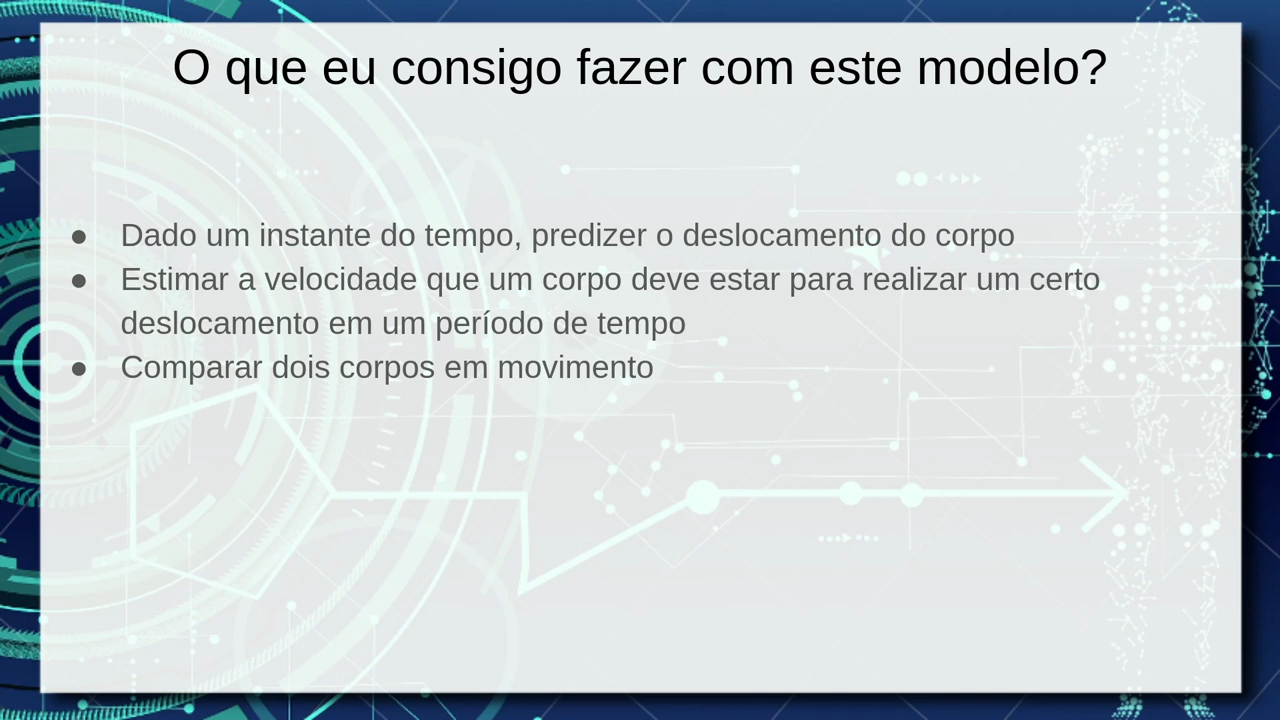 O que eu consigo fazer com este modelo?
● Dado um instante do tempo, predizer o deslocamento do corpo
● Estimar a velocidade que um corpo deve estar para realizar um certo
deslocamento em um período de tempo
● Comparar dois corpos em movimento